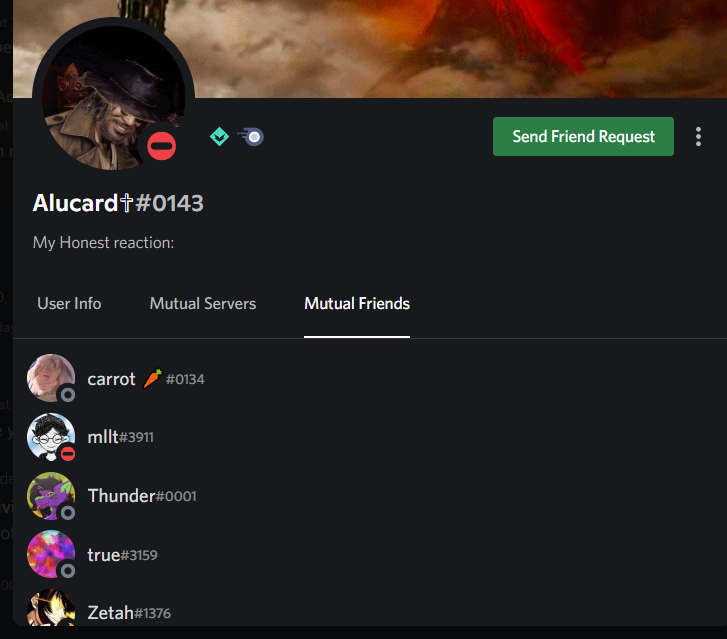 Send Friend Request
Alucard✞#0143
My Honest reaction:
User Info Mutual Servers Mutual Friends
carrot 🥕 #0134
mllt#3911
Thunder#0001
true#3159
Zetah#1376